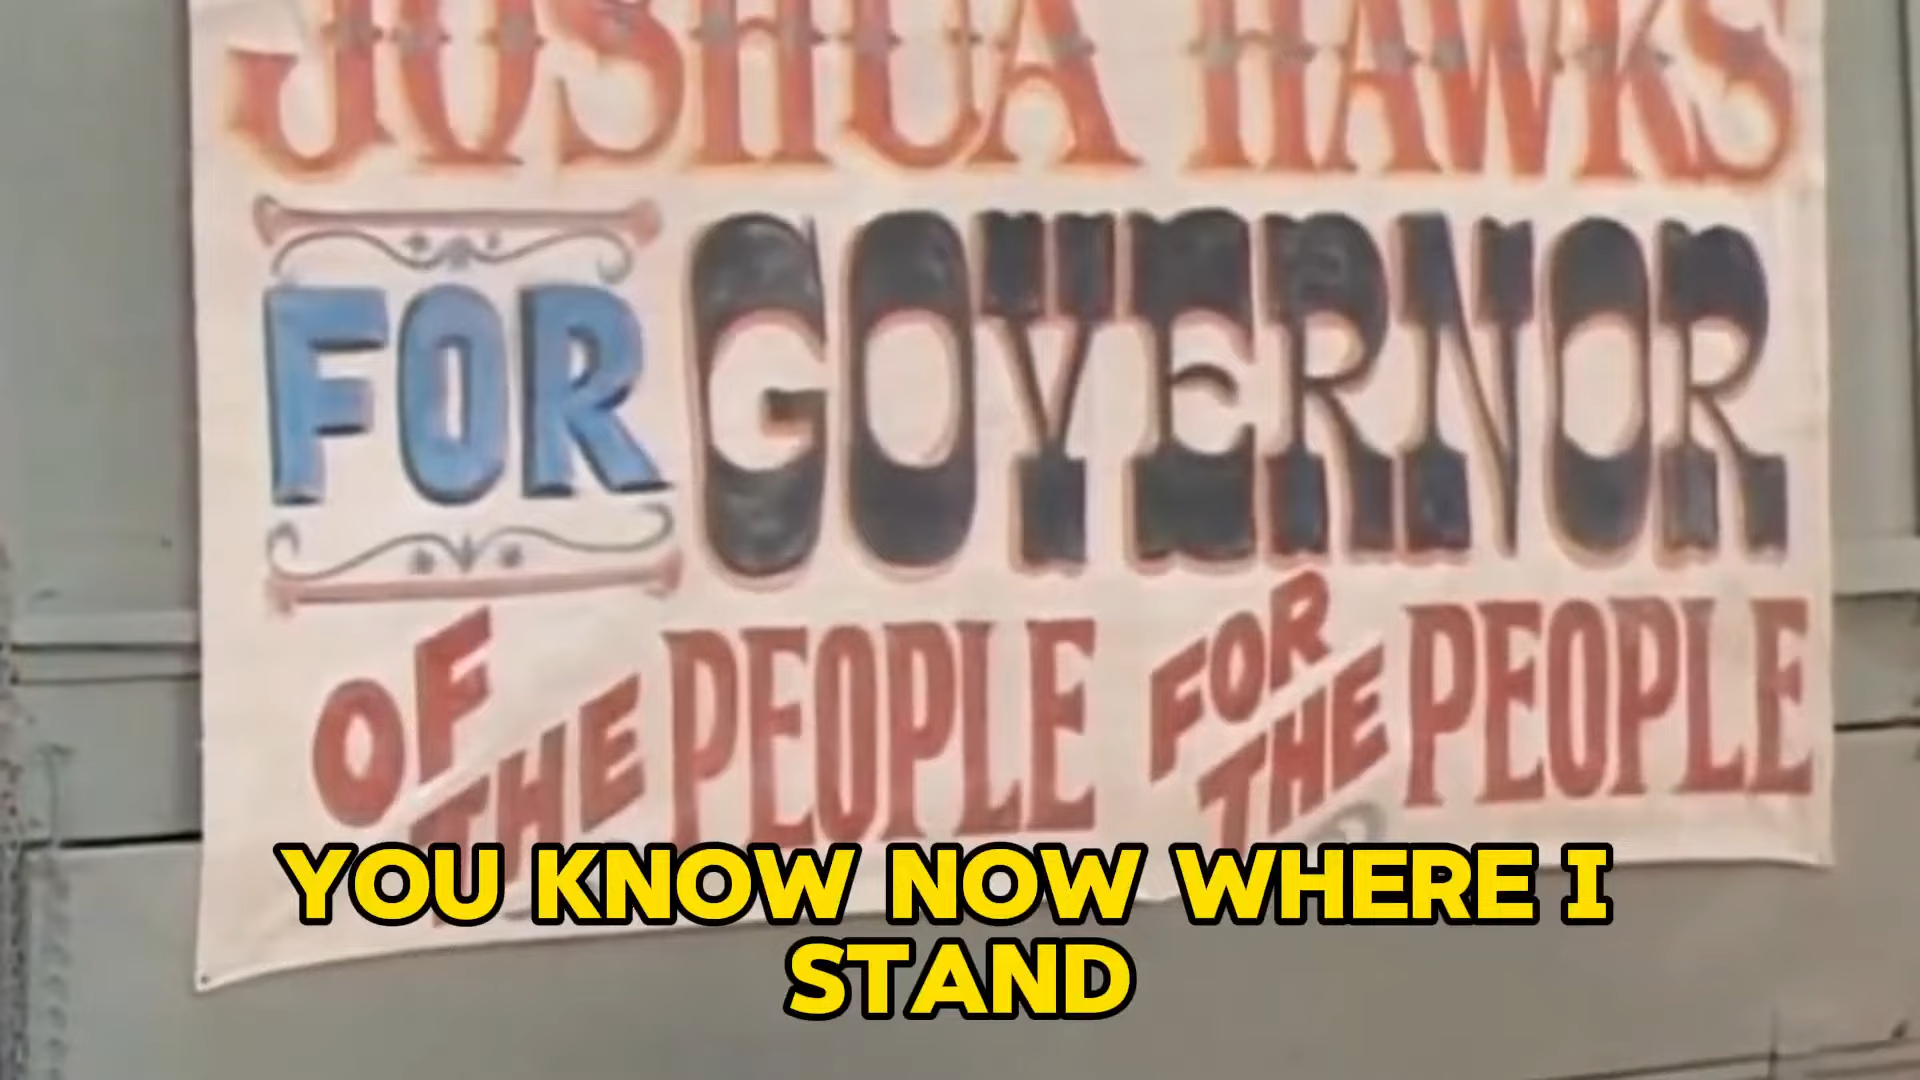 JOSHUA HAWKS
FOR GOVERNOR
OF THE PEOPLE FOR THE PEOPLE
YOU KNOW NOW WHERE I
STAND